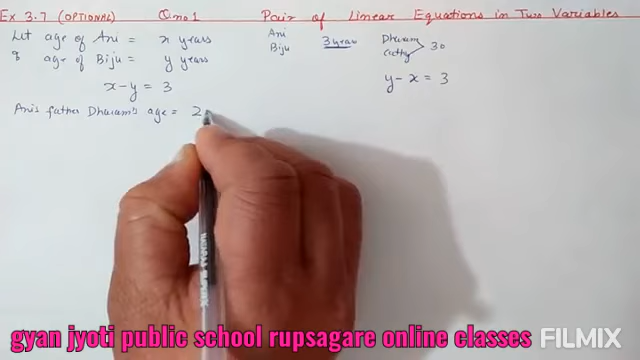 Ex 3.7 (OPTIONAL) Q no 1 Pair of Linear Equations in Two Variables
Let age of Ani = x years
& age of Biju = y years
x - y = 3
Ani's father Dharam's age = 2
Ani
Biju 3 years
Dharam
Cathy 30
y - x = 3
gyan jyoti public school rupsagare online classes
FILMIX